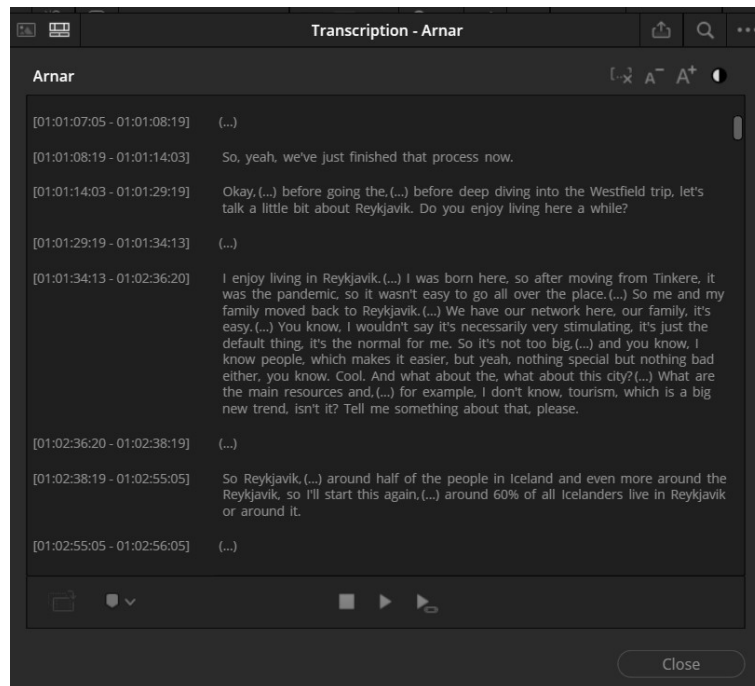 Transcription - Arnar
Arnar
A- A+
[01:01:07:05 - 01:01:08:19] (...)
[01:01:08:19 - 01:01:14:03] So, yeah, we've just finished that process now.
[01:01:14:03 - 01:01:29:19] Okay,(...) before going the,(...) before deep diving into the Westfield trip, let's
talk a little bit about Reykjavik. Do you enjoy living here a while?
[01:01:29:19 - 01:01:34:13] (...)
[01:01:34:13 - 01:02:36:20] I enjoy living in Reykjavik.(...) I was born here, so after moving from Tinkere, it
was the pandemic, so it wasn't easy to go all over the place.(...) So me and my
family moved back to Reykjavik.(...) We have our network here, our family, it's
easy.(...) You know, I wouldn't say it's necessarily very stimulating, it's just the
default thing, it's the normal for me. So it's not too big,(...) and you know, I
know people, which makes it easier, but yeah, nothing special but nothing bad
either, you know. Cool. And what about the, what about this city?(...) What are
the main resources and,(...) for example, I don't know, tourism, which is a big
new trend, isn't it? Tell me something about that, please.
[01:02:36:20 - 01:02:38:19] (...)
[01:02:38:19 - 01:02:55:05] So Reykjavik,(...) around half of the people in Iceland and even more around the
Reykjavik, so I'll start this again,(...) around 60% of all Icelanders live in Reykjavik
or around it.
[01:02:55:05 - 01:02:56:05] (...)
Close